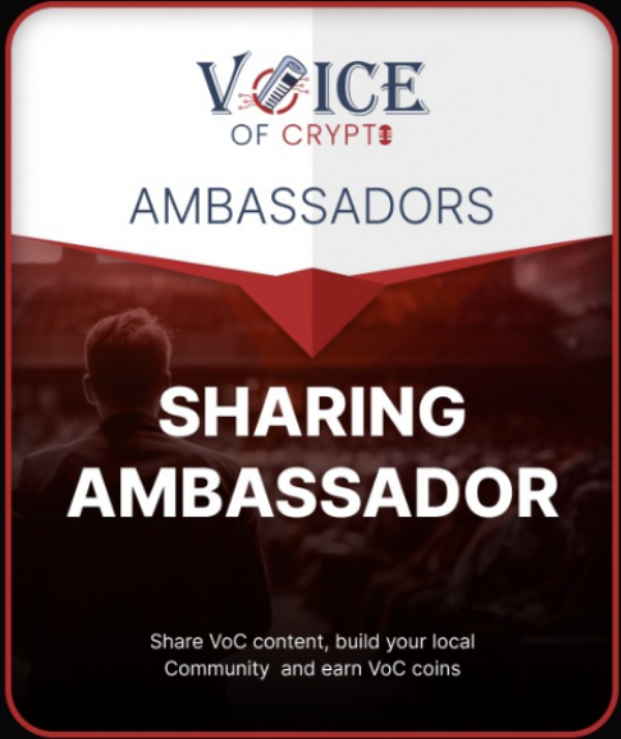 VOICE
OF CRYPTO
AMBASSADORS
SHARING
AMBASSADOR
Share VoC content, build your local
Community and earn VoC coins